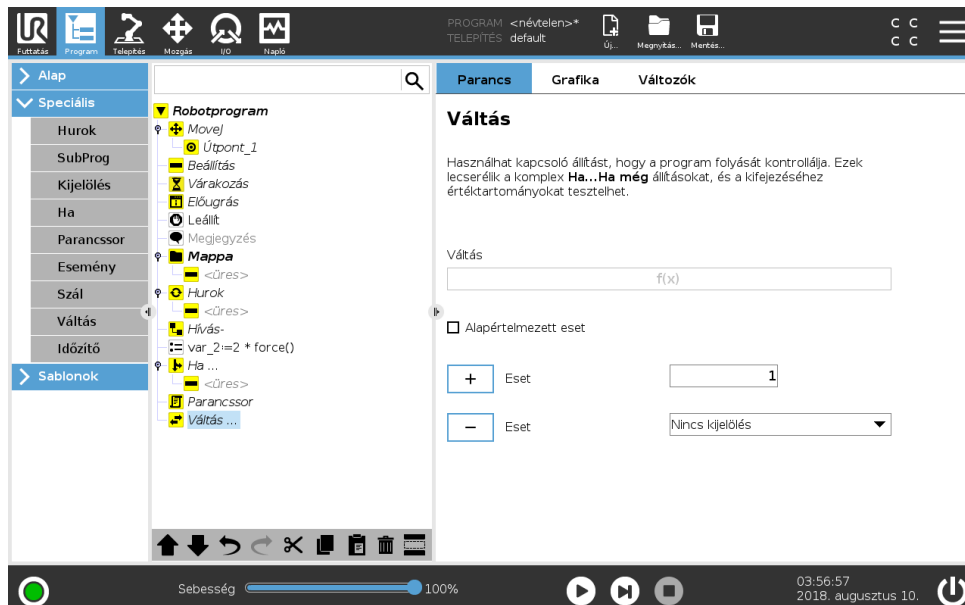 UR
Futtatás
Program
Telepítés
Mozgás
I/O
Napló
PROGRAM <névtelen>*
TELEPÍTÉS default
Új...
Megnyitás...
Mentés...
C C
C C
Alap
Speciális
Hurok
SubProg
Kijelölés
Ha
Parancssor
Esemény
Szál
Váltás
Időzítő
Sablonok
Robotprogram
MoveJ
Útpont_1
Beállítás
Várakozás
Előugrás
Leállít
Megjegyzés
Mappa
<üres>
Hurok
<üres>
Hívás-
var_2≔2 * force()
Ha ...
<üres>
Parancssor
Váltás ...
Parancs
Grafika
Változók
Váltás
Használhat kapcsoló állítást, hogy a program folyását kontrollálja. Ezek
lecserélik a komplex Ha...Ha még állításokat, és a kifejezéséhez
értéktartományokat tesztelhet.
Váltás
f(x)
Alapértelmezett eset
+ Eset 1
− Eset Nincs kijelölés
Sebesség 100%
03:56:57
2018. augusztus 10.